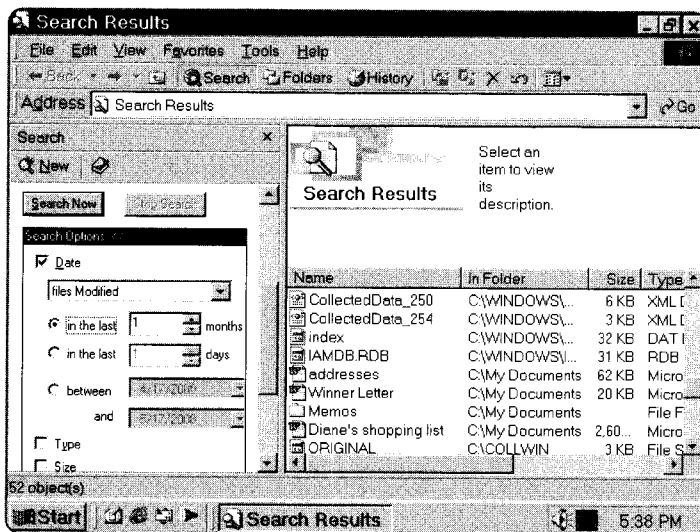 Search Results
File Edit View Favorites Tools Help
Back Search Folders History
Address Search Results Go
Search
New
Search Now Stop Search
Search Options <<
Date
files Modified
in the last 1 months
in the last 1 days
between
and
Type
Size
Search Results
Select an
item to view
its
description.
Name In Folder Size Type
CollectedData_250 C:\WINDOWS\... 6 KB XML D
CollectedData_254 C:\WINDOWS\... 3 KB XML D
index C:\WINDOWS\... 32 KB DAT F
IAMDB.RDB C:\WINDOWS\I... 31 KB RDB
addresses C:\My Documents 62 KB Micro
Winner Letter C:\My Documents 20 KB Micro
Memos C:\My Documents File F
Diane's shopping list C:\My Documents 2,60... Micro
ORIGINAL C:\COLLWIN 3 KB File S
52 object(s)
Start Search Results 5:38 PM